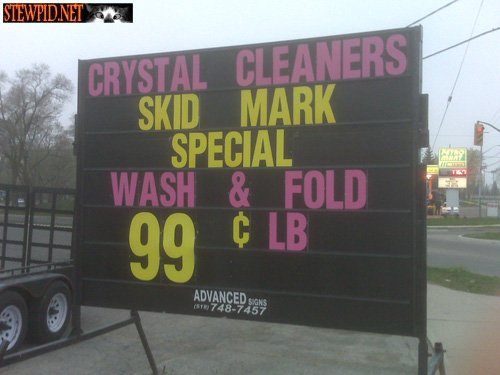 STEWPID.NET
CRYSTAL CLEANERS
SKID MARK
SPECIAL
WASH & FOLD
99 ¢ LB
ADVANCED SIGNS
(519) 748-7457